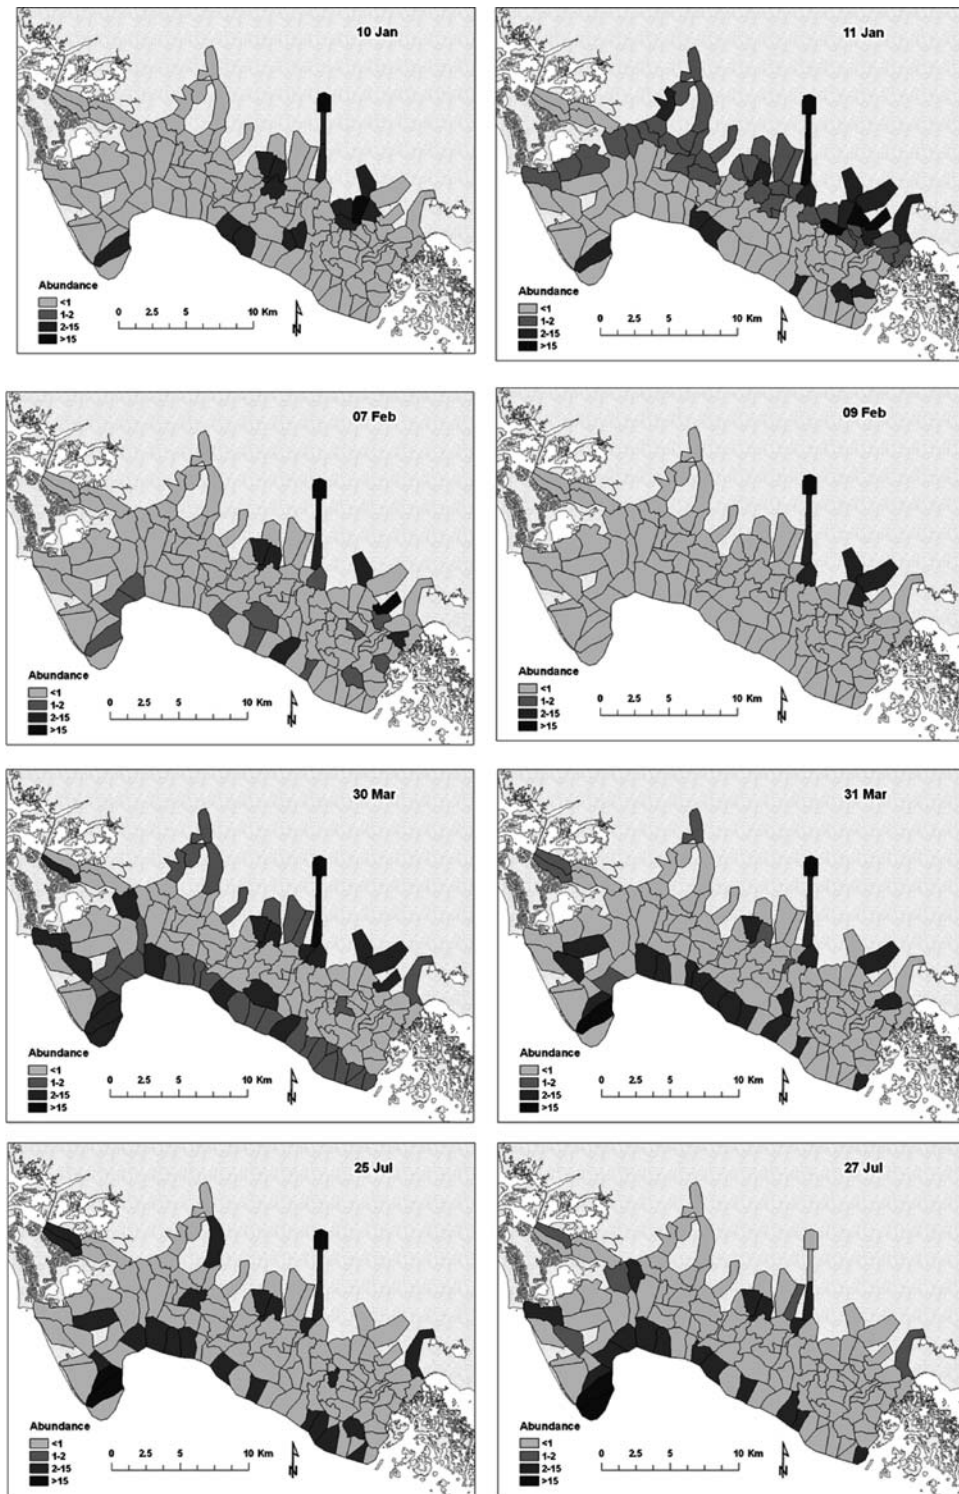 10 Jan
Abundance
<1
1-2
2-15
>15
0 2.5 5 10 Km
N
11 Jan
Abundance
<1
1-2
2-15
>15
0 2.5 5 10 Km
N
07 Feb
Abundance
<1
1-2
2-15
>15
0 2.5 5 10 Km
N
09 Feb
Abundance
<1
1-2
2-15
>15
0 2.5 5 10 Km
N
30 Mar
Abundance
<1
1-2
2-15
>15
0 2.5 5 10 Km
N
31 Mar
Abundance
<1
1-2
2-15
>15
0 2.5 5 10 Km
N
25 Jul
Abundance
<1
1-2
2-15
>15
0 2.5 5 10 Km
N
27 Jul
Abundance
<1
1-2
2-15
>15
0 2.5 5 10 Km
N